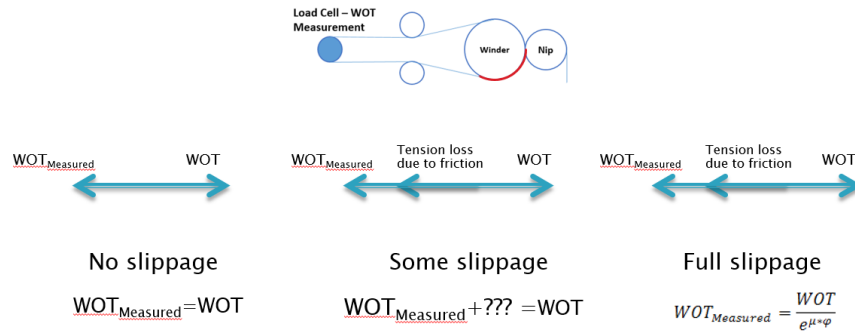 Load Cell – WOT
Measurement
Winder
Nip
WOTMeasured
WOT
WOTMeasured
Tension loss
due to friction
WOT
WOTMeasured
Tension loss
due to friction
WOT
No slippage
Some slippage
Full slippage
WOTMeasured=WOT
WOTMeasured+??? =WOT
WOTMeasured = WOT / e^μ*φ